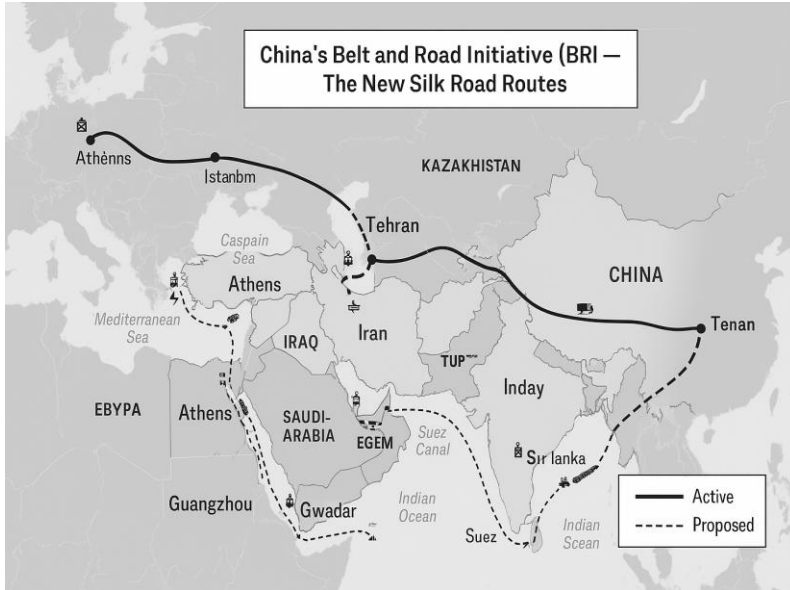 China's Belt and Road Initiative (BRI —
The New Silk Road Routes
Athènns
Istanbm
KAZAKHISTAN
Tehran
Caspain
Sea
CHINA
Athens
Mediterranean
Sea
Iran
Tenan
IRAQ
TUP
Inday
EBYPA
Athens
SAUDI-
ARABIA
EGEM
Suez
Canal
Sır lanka
Guangzhou
Gwadar
Indian
Ocean
Suez
Indian
Scean
Active
Proposed